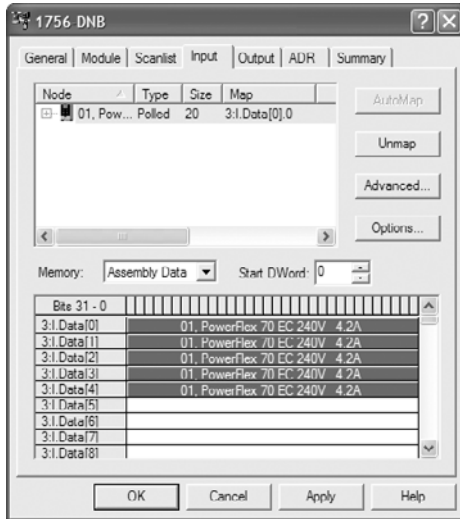 1756-DNB
General Module Scanlist Input Output ADR Summary
Node Type Size Map
01, Pow... Polled 20 3:I.Data[0].0
AutoMap
Unmap
Advanced...
Options...
Memory: Assembly Data Start DWord: 0
Bits 31 - 0
3:I.Data[0] 01, PowerFlex 70 EC 240V 4.2A
3:I.Data[1] 01, PowerFlex 70 EC 240V 4.2A
3:I.Data[2] 01, PowerFlex 70 EC 240V 4.2A
3:I.Data[3] 01, PowerFlex 70 EC 240V 4.2A
3:I.Data[4] 01, PowerFlex 70 EC 240V 4.2A
3:I.Data[5]
3:I.Data[6]
3:I.Data[7]
3:I.Data[8]
OK Cancel Apply Help